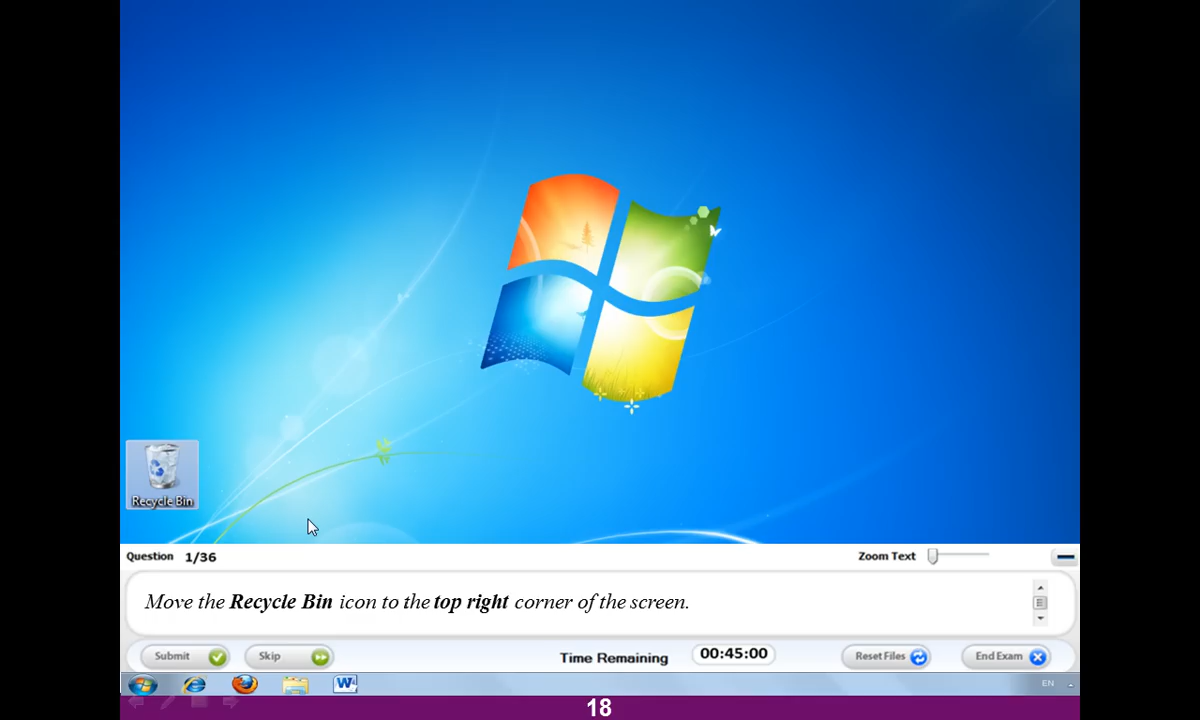 Recycle Bin
Question 1/36
Zoom Text
Move the Recycle Bin icon to the top right corner of the screen.
Submit
Skip
Time Remaining
00:45:00
Reset Files
End Exam
W
EN
18